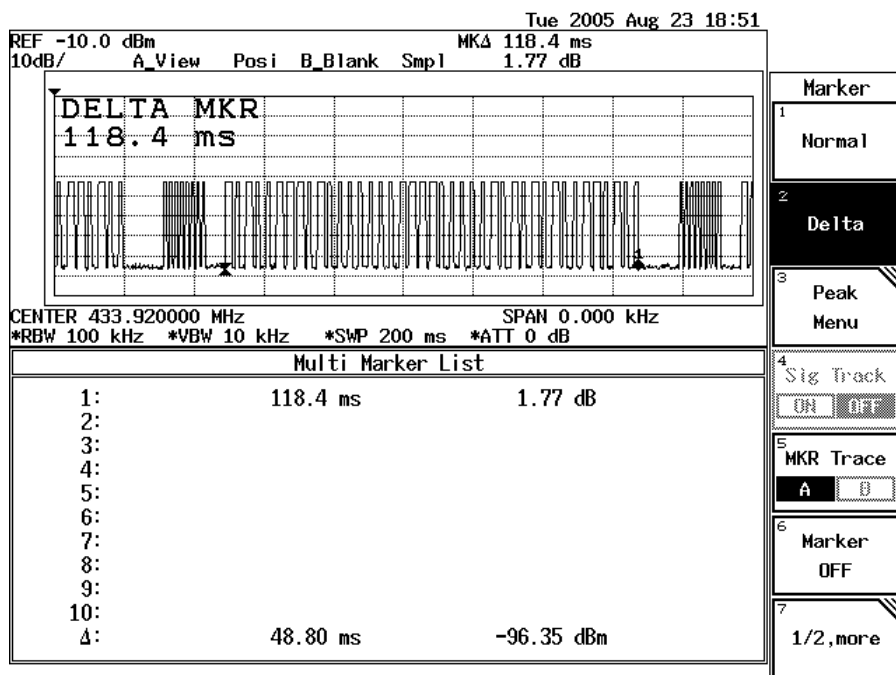 Tue 2005 Aug 23 18:51
REF -10.0 dBm MKΔ 118.4 ms
10dB/ A_View Posi B_Blank Smpl 1.77 dB
DELTA MKR
118.4 ms
1
CENTER 433.920000 MHz SPAN 0.000 kHz
*RBW 100 kHz *VBW 10 kHz *SWP 200 ms *ATT 0 dB
Multi Marker List
1: 118.4 ms 1.77 dB
2:
3:
4:
5:
6:
7:
8:
9:
10:
Δ: 48.80 ms -96.35 dBm
Marker
1
Normal
2
Delta
3
Peak
Menu
4
Sig Track
ON OFF
5
MKR Trace
A B
6
Marker
OFF
7
1/2,more